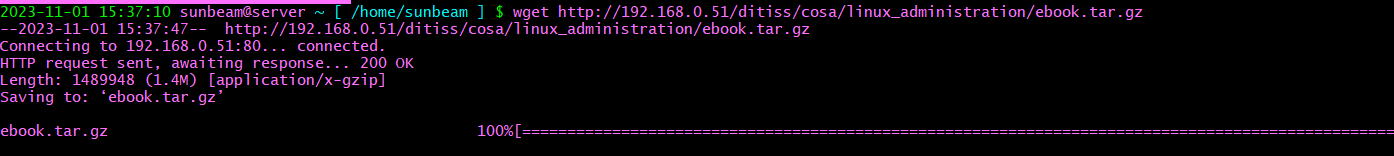 2023-11-01 15:37:10 sunbeam@server ~ [ /home/sunbeam ] $ wget http://192.168.0.51/ditiss/cosa/linux_administration/ebook.tar.gz
--2023-11-01 15:37:47--  http://192.168.0.51/ditiss/cosa/linux_administration/ebook.tar.gz
Connecting to 192.168.0.51:80... connected.
HTTP request sent, awaiting response... 200 OK
Length: 1489948 (1.4M) [application/x-gzip]
Saving to: ‘ebook.tar.gz’
ebook.tar.gz 100%[=================================================================================================